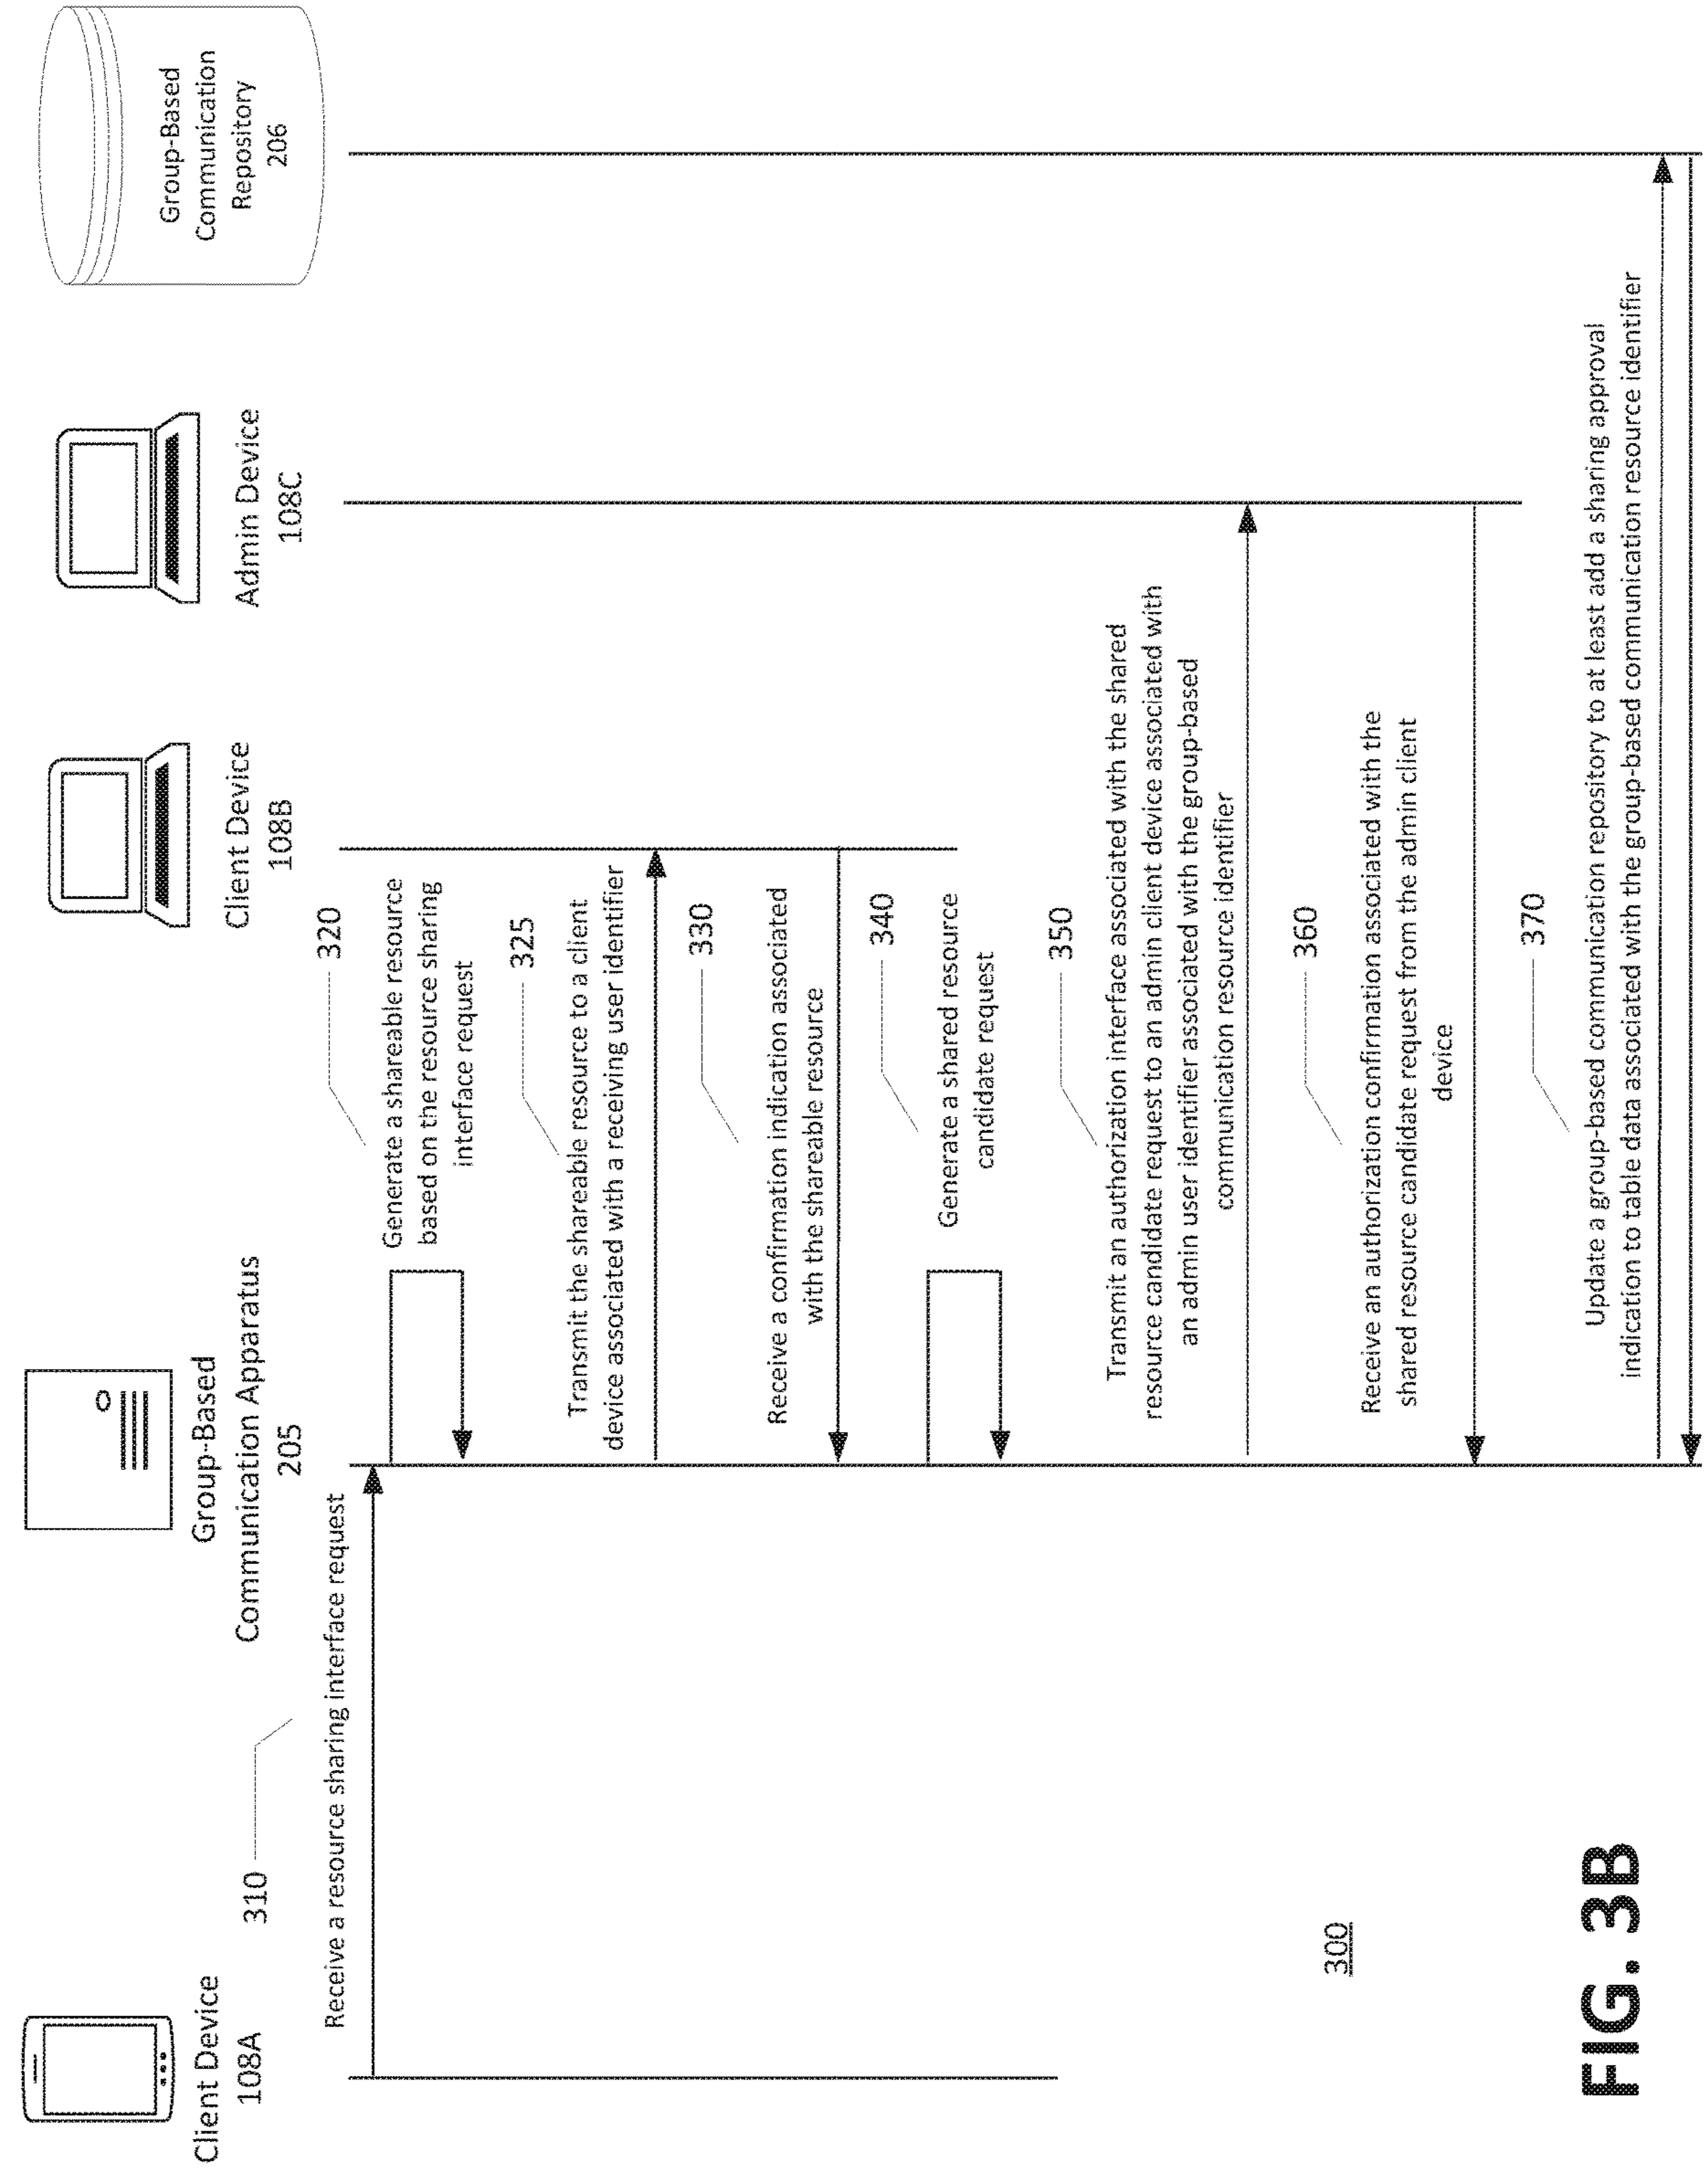 Client Device
108A
Group-Based
Communication Apparatus
205
Client Device
108B
Admin Device
108C
Group-Based
Communication
Repository
206
310
Receive a resource sharing interface request
320
Generate a shareable resource
based on the resource sharing
interface request
325
Transmit the shareable resource to a client
device associated with a receiving user identifier
330
Receive a confirmation indication associated
with the shareable resource
340
Generate a shared resource
candidate request
350
Transmit an authorization interface associated with the shared
resource candidate request to an admin client device associated with
an admin user identifier associated with the group-based
communication resource identifier
360
Receive an authorization confirmation associated with the
shared resource candidate request from the admin client
device
370
Update a group-based communication repository to at least add a sharing approval
indication to table data associated with the group-based communication resource identifier
300
FIG. 3B